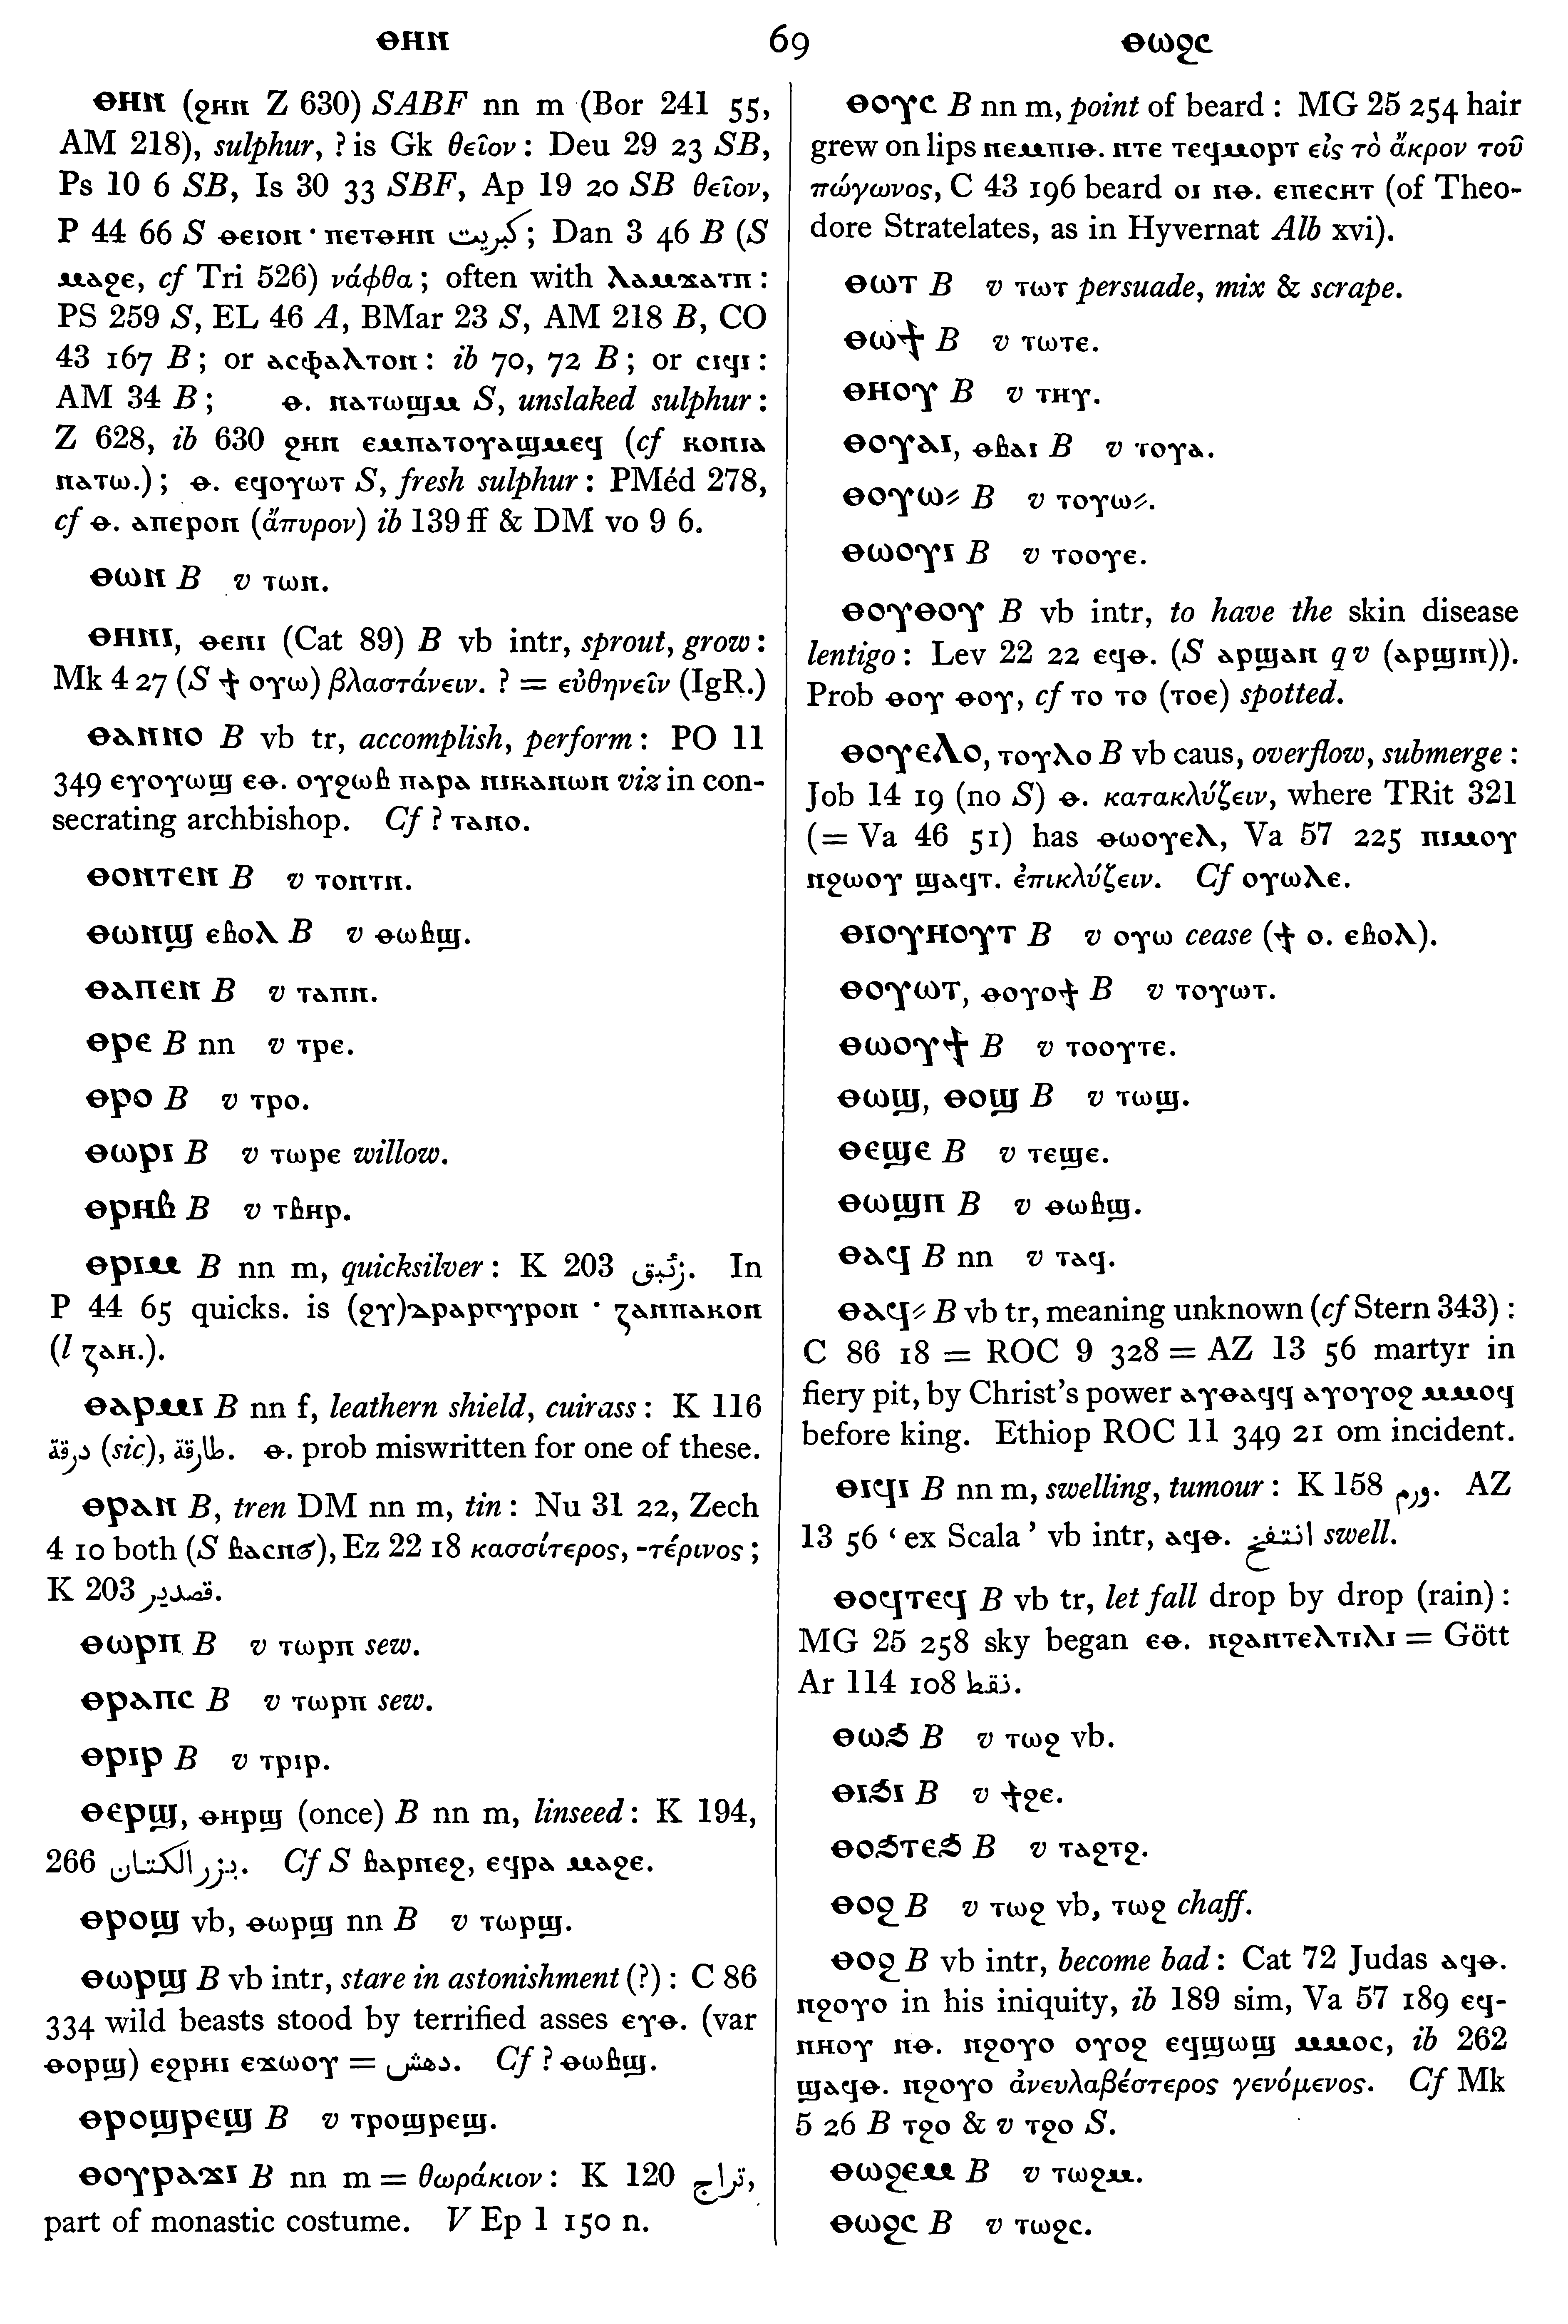 ⲑⲏⲛ 69 ⲑⲱϩⲥ
ⲑⲏⲛ (ϩⲏⲛ Z 630) SABF nn m (Bor 241 55,
AM 218), sulphur, ? is Gk θεῖον : Deu 29 23 SB,
Ps 10 6 SB, Is 30 33 SBF, Ap 19 20 SB θεῖον,
P 44 66 S ⲑⲉⲓⲟⲛ · ⲡⲉⲧⲑⲏⲛ كبريت ; Dan 3 46 B (S
ⲙⲁϩⲉ, cf Tri 526) νάφθα ; often with ⲗⲁⲙϫⲁⲧⲡ :
PS 259 S, EL 46 A, BMar 23 S, AM 218 B, CO
43 167 B ; or ⲁⲥⲫⲁⲗⲧⲟⲛ : ib 70, 72 B ; or ⲥⲓϥⲓ :
AM 34 B ; ⲑ. ⲛⲁⲧⲱϣⲙ S, unslaked sulphur :
Z 628, ib 630 ϩⲏⲛ ⲉⲙⲡⲁⲧⲟⲩⲁϣⲙⲉϥ (cf ⲕⲟⲛⲓⲁ
ⲛⲁⲧⲱ.) ; ⲑ. ⲉϥⲟⲩⲱⲧ S, fresh sulphur : PMéd 278,
cf ⲑ. ⲁⲡⲉⲣⲟⲛ (ἄπυρον) ib 139 ff & DM vo 9 6.
ⲑⲱⲛ B v ⲧⲱⲛ.
ⲑⲏⲛⲓ, ⲑⲉⲛⲓ (Cat 89) B vb intr, sprout, grow :
Mk 4 27 (S ϯ ⲟⲩⲱ) βλαστάνειν. ? = εὐθηνεῖν (IgR.)
ⲑⲁⲛⲛⲟ B vb tr, accomplish, perform : PO 11
349 ⲉⲩⲟⲩⲱϣ ⲉⲑ. ⲟⲩϩⲱⲃ ⲡⲁⲣⲁ ⲛⲓⲕⲁⲛⲱⲛ viz in con-
secrating archbishop. Cf ? ⲧⲁⲛⲟ.
ⲑⲟⲛⲧⲉⲛ B v ⲧⲟⲛⲧⲛ.
ⲑⲱⲛϣ ⲉⲃⲟⲗ B v ⲑⲱⲃϣ.
ⲑⲁⲡⲉⲛ B v ⲧⲁⲡⲛ.
ⲑⲣⲉ B nn v ⲧⲣⲉ.
ⲑⲣⲟ B v ⲧⲣⲟ.
ⲑⲱⲣⲓ B v ⲧⲱⲣⲉ willow.
ⲑⲣⲏⲃ B v ⲧⲃⲏⲣ.
ⲑⲣⲓⲙ B nn m, quicksilver : K 203 زئبق. In
P 44 65 quicks. is (ϩⲩ)ⲇⲣⲁⲣⲅⲩⲣⲟⲛ · ⲍⲁⲛⲡⲁⲕⲟⲛ
(l ⲍⲁⲏ.).
ⲑⲁⲣⲙⲓ B nn f, leathern shield, cuirass : K 116
درقة (sic), طارقة. ⲑ. prob miswritten for one of these.
ⲑⲣⲁⲛ B, tren DM nn m, tin : Nu 31 22, Zech
4 10 both (S ⲃⲁⲥⲛϭ), Ez 22 18 κασσίτερος, -τέρινος ;
K 203 قصدير.
ⲑⲱⲣⲡ B v ⲧⲱⲣⲡ sew.
ⲑⲣⲁⲡⲥ B v ⲧⲱⲣⲡ sew.
ⲑⲣⲓⲣ B v ⲧⲣⲓⲣ.
ⲑⲉⲣϣ, ⲑⲏⲣϣ (once) B nn m, linseed : K 194,
266 بزر الكتان. Cf S ⲃⲁⲣⲡⲉϩ, ⲉϥⲣⲁ ⲙⲁϩⲉ.
ⲑⲣⲟϣ vb, ⲑⲱⲣϣ nn B v ⲧⲱⲣϣ.
ⲑⲱⲣϣ B vb intr, stare in astonishment (?) : C 86
334 wild beasts stood by terrified asses ⲉⲩⲑ. (var
ⲑⲟⲣϣ) ⲉϩⲣⲏⲓ ⲉϫⲱⲟⲩ = دهش. Cf ? ⲑⲱⲃϣ.
ⲑⲣⲟϣⲣⲉϣ B v ⲧⲣⲟϣⲣⲉϣ.
ⲑⲟⲩⲣⲁϫⲓ B nn m = θωράκιον : K 120 تراج,
part of monastic costume. V Ep 1 150 n.
ⲑⲟⲩⲥ B nn m, point of beard : MG 25 254 hair
grew on lips ⲛⲉⲙⲡⲓⲑ. ⲛⲧⲉ ⲧⲉϥⲙⲟⲣⲧ εἰς τὸ ἄκρον τοῦ
πώγωνος, C 43 196 beard ⲟⲓ ⲛⲑ. ⲉⲡⲉⲥⲏⲧ (of Theo-
dore Stratelates, as in Hyvernat Alb xvi).
ⲑⲱⲧ B v ⲧⲱⲧ persuade, mix & scrape.
ⲑⲱϯ B v ⲧⲱⲧⲉ.
ⲑⲏⲟⲩ B v ⲧⲏⲩ.
ⲑⲟⲩⲁⲓ, ⲑⲃⲁⲓ B v ⲧⲟⲩⲁ.
ⲑⲟⲩⲱ⸗ B v ⲧⲟⲩⲱ⸗.
ⲑⲱⲟⲩⲓ B v ⲧⲟⲟⲩⲉ.
ⲑⲟⲩⲑⲟⲩ B vb intr, to have the skin disease
lentigo : Lev 22 22 ⲉϥⲑ. (S ⲁⲣϣⲁⲛ qv (ⲁⲣϣⲓⲛ)).
Prob ⲑⲟⲩ ⲑⲟⲩ, cf ⲧⲟ ⲧⲟ (ⲧⲟⲉ) spotted.
ⲑⲟⲩⲉⲗⲟ, ⲧⲟⲩⲗⲟ B vb caus, overflow, submerge :
Job 14 19 (no S) ⲑ. κατακλύζειν, where TRit 321
(= Va 46 51) has ⲑⲱⲟⲩⲉⲗ, Va 57 225 ⲡⲓⲙⲟⲩ
ⲛϩⲱⲟⲩ ϣⲁϥⲧ. ἐπικλύζειν. Cf ⲟⲩⲱⲗⲉ.
ⲑⲓⲟⲩⲏⲟⲩⲧ B v ⲟⲩⲱ cease (ϯ ⲟ. ⲉⲃⲟⲗ).
ⲑⲟⲩⲱⲧ, ⲑⲟⲩⲟϯ B v ⲧⲟⲩⲱⲧ.
ⲑⲱⲟⲩϯ B v ⲧⲟⲟⲩⲧⲉ.
ⲑⲱϣ, ⲑⲟϣ B v ⲧⲱϣ.
ⲑⲉϣⲉ B v ⲧⲉϣⲉ.
ⲑⲱϣⲡ B v ⲑⲱⲃϣ.
ⲑⲁϥ B nn v ⲧⲁϥ.
ⲑⲁϥ⸗ B vb tr, meaning unknown (cf Stern 343) :
C 86 18 = ROC 9 328 = AZ 13 56 martyr in
fiery pit, by Christ's power ⲁⲩⲑⲁϥϥ ⲁⲩⲟⲩⲟϩ ⲙⲙⲟϥ
before king. Ethiop ROC 11 349 21 om incident.
ⲑⲓϥⲓ B nn m, swelling, tumour : K 158 ورم. AZ
13 56 ‘ ex Scala ’ vb intr, ⲁϥⲑ. انتفخ swell.
ⲑⲟϥⲧⲉϥ B vb tr, let fall drop by drop (rain) :
MG 25 258 sky began ⲉⲑ. ⲛϩⲁⲛⲧⲉⲗⲧⲓⲗⲓ = Gött
Ar 114 108 نقط.
ⲑⲱϧ B v ⲧⲱϩ vb.
ⲑⲓϧⲓ B v ϯϩⲉ.
ⲑⲟϧⲧⲉϧ B v ⲧⲁϩⲧϩ.
ⲑⲟϩ B v ⲧⲱϩ vb, ⲧⲱϩ chaff.
ⲑⲟϩ B vb intr, become bad : Cat 72 Judas ⲁϥⲑ.
ⲛϩⲟⲩⲟ in his iniquity, ib 189 sim, Va 57 189 ⲉϥ-
ⲛⲏⲟⲩ ⲛⲑ. ⲛϩⲟⲩⲟ ⲟⲩⲟϩ ⲉϥϣⲱϣ ⲙⲙⲟⲥ, ib 262
ϣⲁϥⲑ. ⲛϩⲟⲩⲟ ἀνευλαβέστερος γενόμενος. Cf Mk
5 26 B ⲧϩⲟ & v ⲧϩⲟ S.
ⲑⲱϩⲉⲙ B v ⲧⲱϩⲙ.
ⲑⲱϩⲥ B v ⲧⲱϩⲥ.